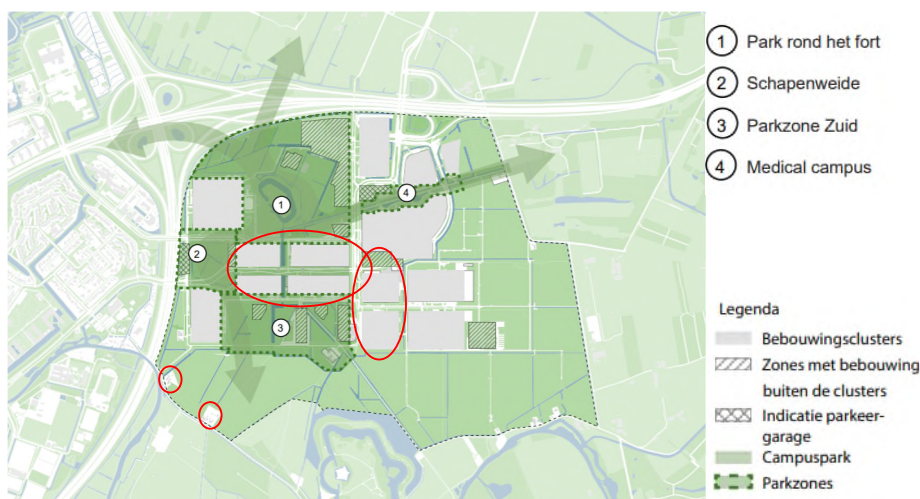 1 Park rond het fort
2 Schapenweide
3 Parkzone Zuid
4 Medical campus
4
1
2
3
Legenda
Bebouwingsclusters
Zones met bebouwing
buiten de clusters
Indicatie parkeer-
garage
Campuspark
Parkzones